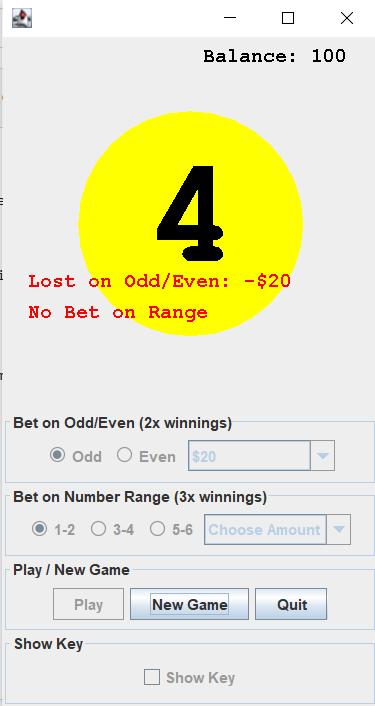 Balance: 100
4
Lost on Odd/Even: -$20
No Bet on Range
Bet on Odd/Even (2x winnings)
Odd Even $20
Bet on Number Range (3x winnings)
1-2 3-4 5-6 Choose Amount
Play / New Game
Play New Game Quit
Show Key
Show Key